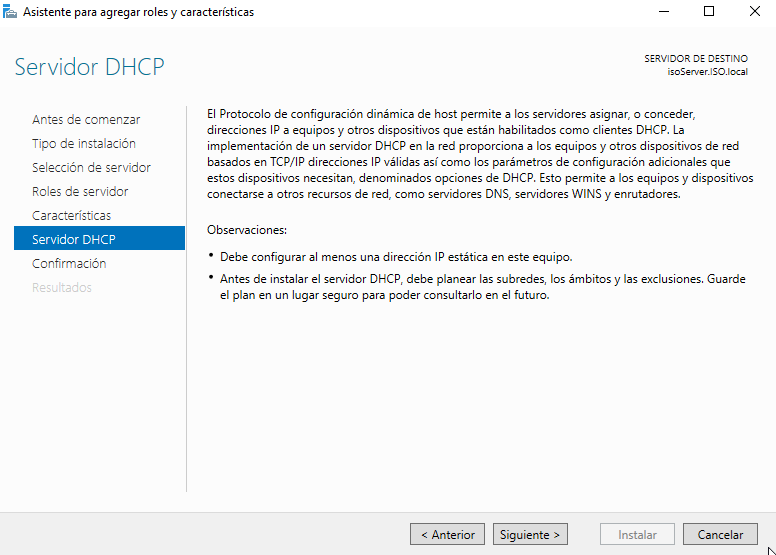 Asistente para agregar roles y características
Servidor DHCP
SERVIDOR DE DESTINO
isoServer.ISO.local
Antes de comenzar
Tipo de instalación
Selección de servidor
Roles de servidor
Características
Servidor DHCP
Confirmación
Resultados
El Protocolo de configuración dinámica de host permite a los servidores asignar, o conceder,
direcciones IP a equipos y otros dispositivos que están habilitados como clientes DHCP. La
implementación de un servidor DHCP en la red proporciona a los equipos y otros dispositivos de red
basados en TCP/IP direcciones IP válidas así como los parámetros de configuración adicionales que
estos dispositivos necesitan, denominados opciones de DHCP. Esto permite a los equipos y dispositivos
conectarse a otros recursos de red, como servidores DNS, servidores WINS y enrutadores.
Observaciones:
• Debe configurar al menos una dirección IP estática en este equipo.
• Antes de instalar el servidor DHCP, debe planear las subredes, los ámbitos y las exclusiones. Guarde
el plan en un lugar seguro para poder consultarlo en el futuro.
< Anterior
Siguiente >
Instalar
Cancelar